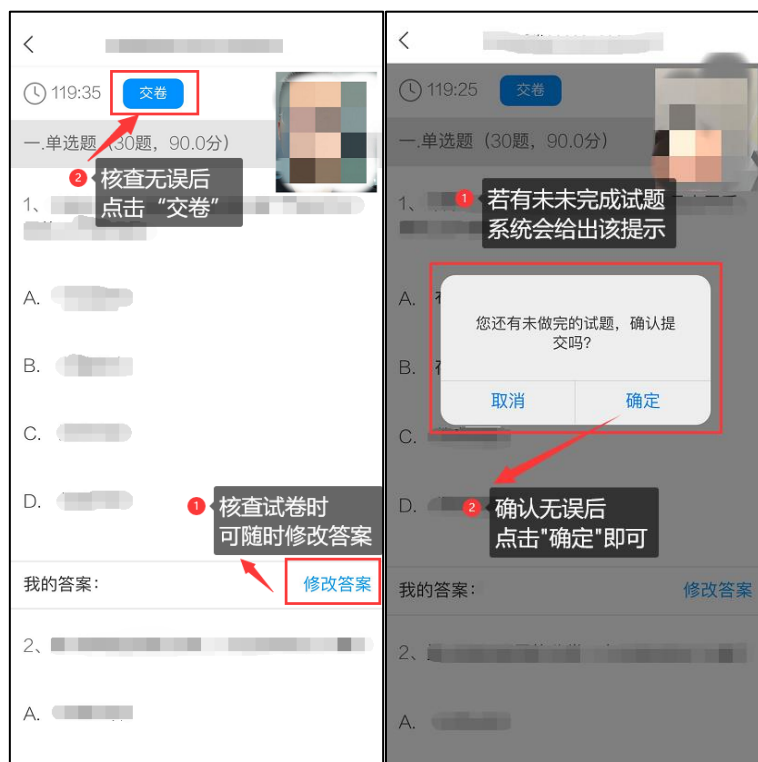 119:35 交卷
一.单选题（30题，90.0分）
2 核查无误后
点击“交卷”
1、
A.
B.
C.
D.
1 核查试卷时
可随时修改答案
我的答案：
修改答案
2、
A.
119:25 交卷
一.单选题（30题，90.0分）
1 若有未未完成试题
系统会给出该提示
1、
A.
您还有未做完的试题，确认提
交吗?
B.
取消 确定
C.
D.
2 确认无误后
点击"确定"即可
我的答案：
修改答案
2、
A.